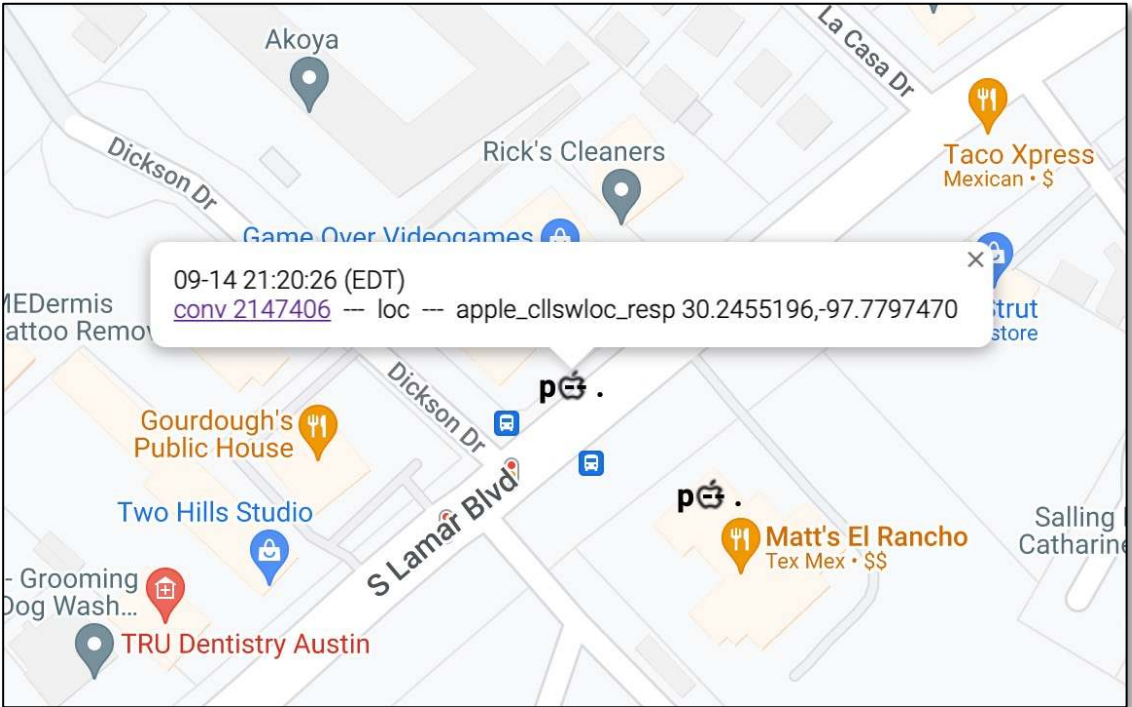 La Casa Dr
Akoya
Dickson Dr
Rick's Cleaners
Taco Xpress
Mexican • $
Game Over Videogames
09-14 21:20:26 (EDT)
conv 2147406 --- loc --- apple_cllswloc_resp 30.2455196,-97.7797470
MEDermis
attoo Remov
trut
store
Dickson Dr
p .
Gourdough's
Public House
p .
Two Hills Studio
S Lamar Blvd
Matt's El Rancho
Tex Mex • $$
Salling
Catharine
- Grooming
Dog Wash...
TRU Dentistry Austin